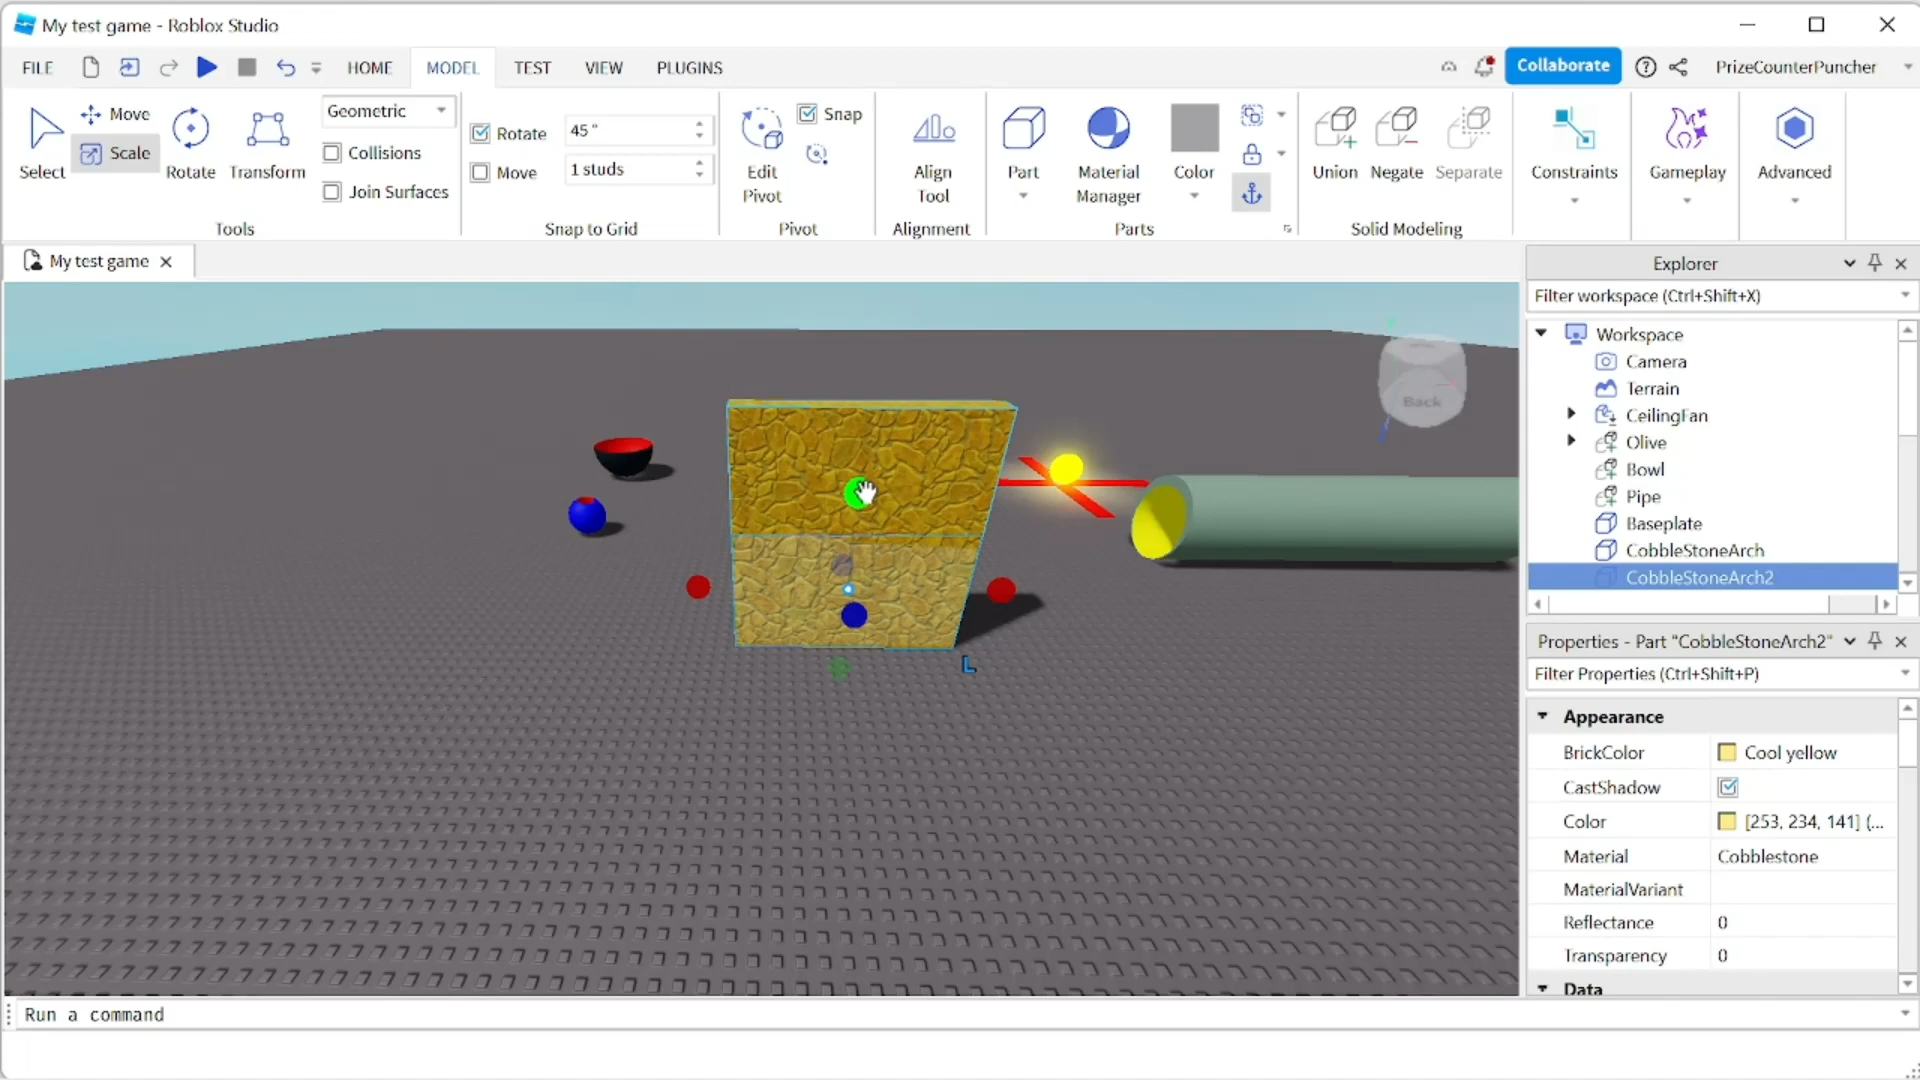 My test game - Roblox Studio
FILE HOME MODEL TEST VIEW PLUGINS Collaborate PrizeCounterPuncher
Select Move Scale Rotate Transform Geometric
Collisions
Join Surfaces
Tools
Rotate 45 °
Move 1 studs
Snap to Grid
Edit Pivot Snap
Pivot
Align Tool
Alignment
Part Material Manager Color
Parts
Union Negate Separate
Solid Modeling
Constraints Gameplay Advanced
My test game
Back
L
Explorer
Filter workspace (Ctrl+Shift+X)
Workspace
Camera
Terrain
CeilingFan
Olive
Bowl
Pipe
Baseplate
CobbleStoneArch
CobbleStoneArch2
Properties - Part "CobbleStoneArch2"
Filter Properties (Ctrl+Shift+P)
Appearance
BrickColor Cool yellow
CastShadow
Color [253, 234, 141] (...
Material Cobblestone
MaterialVariant
Reflectance 0
Transparency 0
Data
Run a command